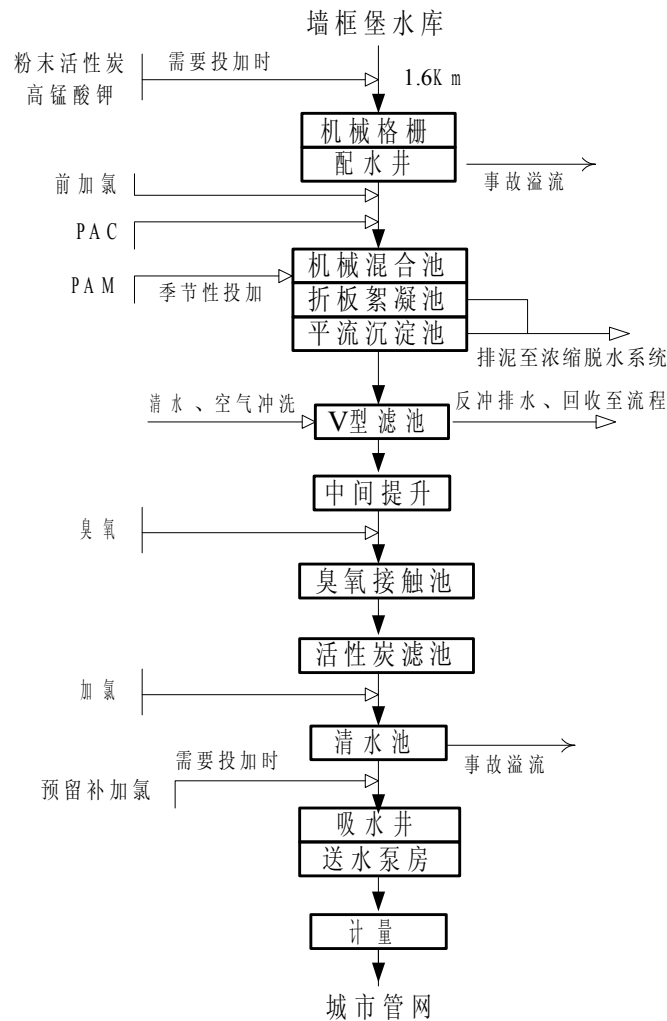 墙框堡水库
粉末活性炭
需要投加时
高锰酸钾
1.6K m
机械格栅
配水井
事故溢流
前加氯
PAC
机械混合池
PAM
季节性投加
折板絮凝池
平流沉淀池
排泥至浓缩脱水系统
清水、空气冲洗
V型滤池
反冲排水、回收至流程
中间提升
臭氧
臭氧接触池
活性炭滤池
加氯
清水池
需要投加时
事故溢流
预留补加氯
吸水井
送水泵房
计量
城市管网